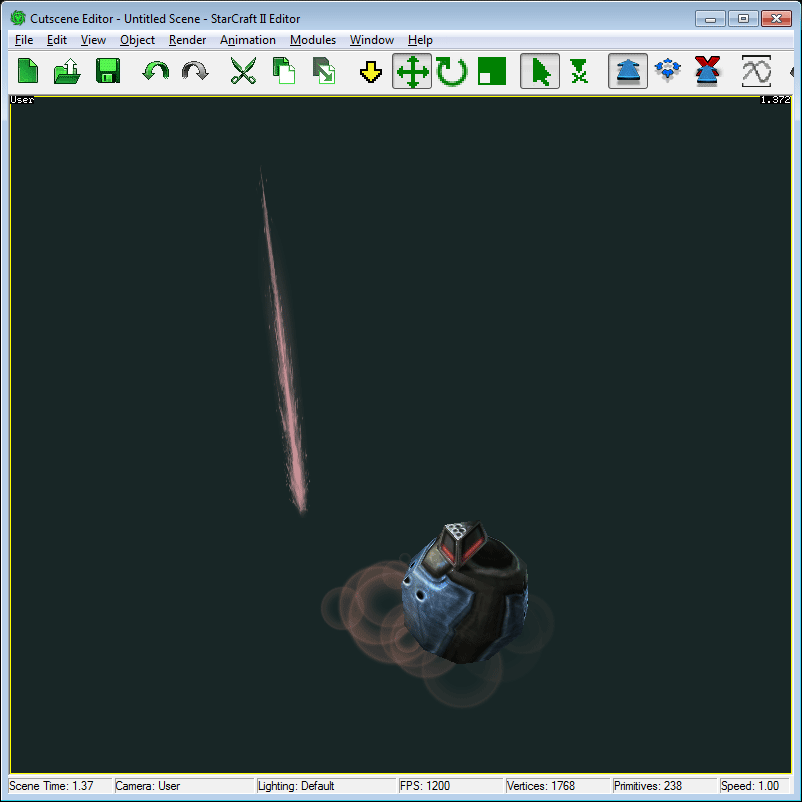 Cutscene Editor - Untitled Scene - StarCraft II Editor
File Edit View Object Render Animation Modules Window Help
User 1.372
Scene Time: 1.37 Camera: User Lighting: Default FPS: 1200 Vertices: 1768 Primitives: 238 Speed: 1.00